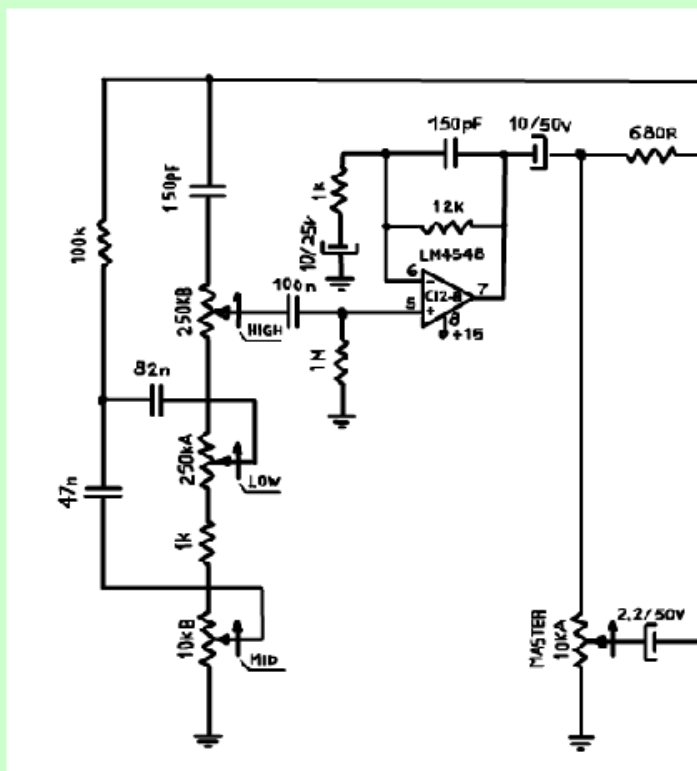 150pF
10/50V
680R
150pF
1k
12k
100k
10/25V
LM4548
6
-
CI2-B
7
250KB
100n
5
+
8
HIGH
+15
1M
82n
250KA
LOW
47n
1k
2.2/50V
10KB
MASTER
10KA
MID